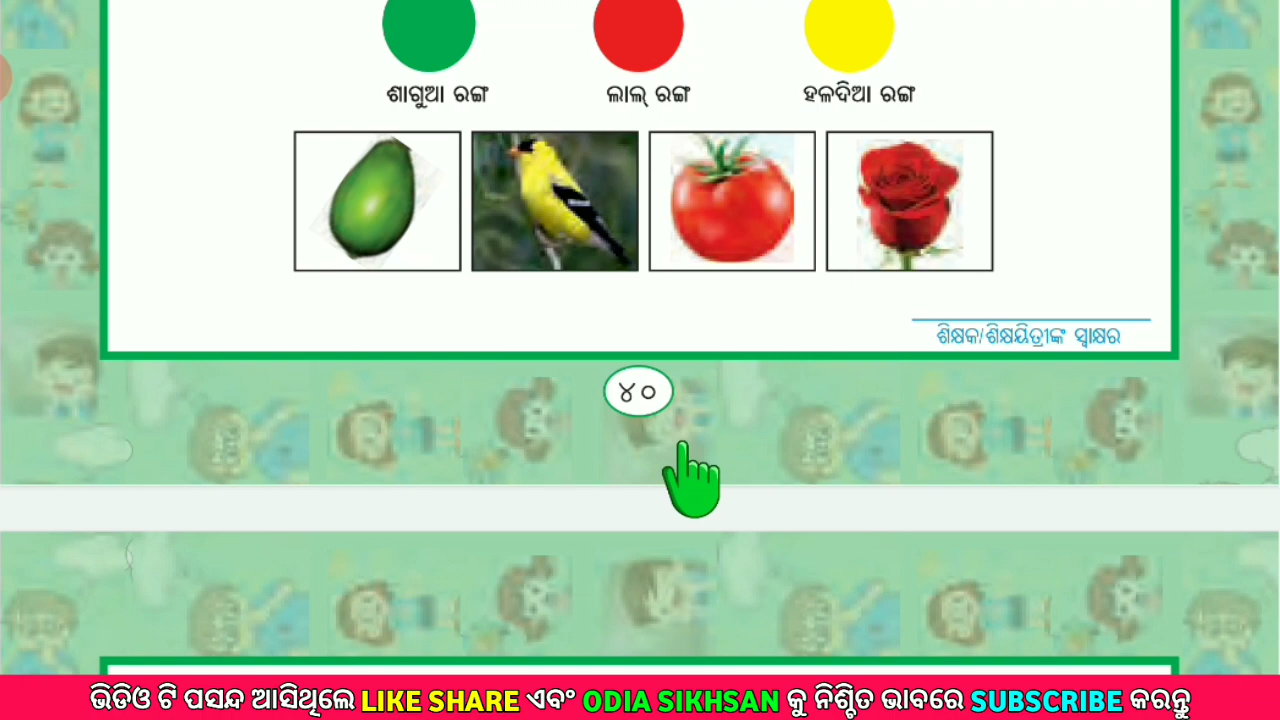 ଶାଗୁଆ ରଙ୍ଗ ଲାଲ୍ ରଙ୍ଗ ହଳଦିଆ ରଙ୍ଗ
ଶିକ୍ଷକ/ଶିକ୍ଷୟିତ୍ରୀଙ୍କ ସ୍ୱାକ୍ଷର
୪୦
ଭିଡିଓ ଟି ପସନ୍ଦ ଆସିଥିଲେ LIKE SHARE ଏବଂ ODIA SIKHSAN କୁ ନିଶ୍ଚିତ ଭାବରେ SUBSCRIBE କରନ୍ତୁ